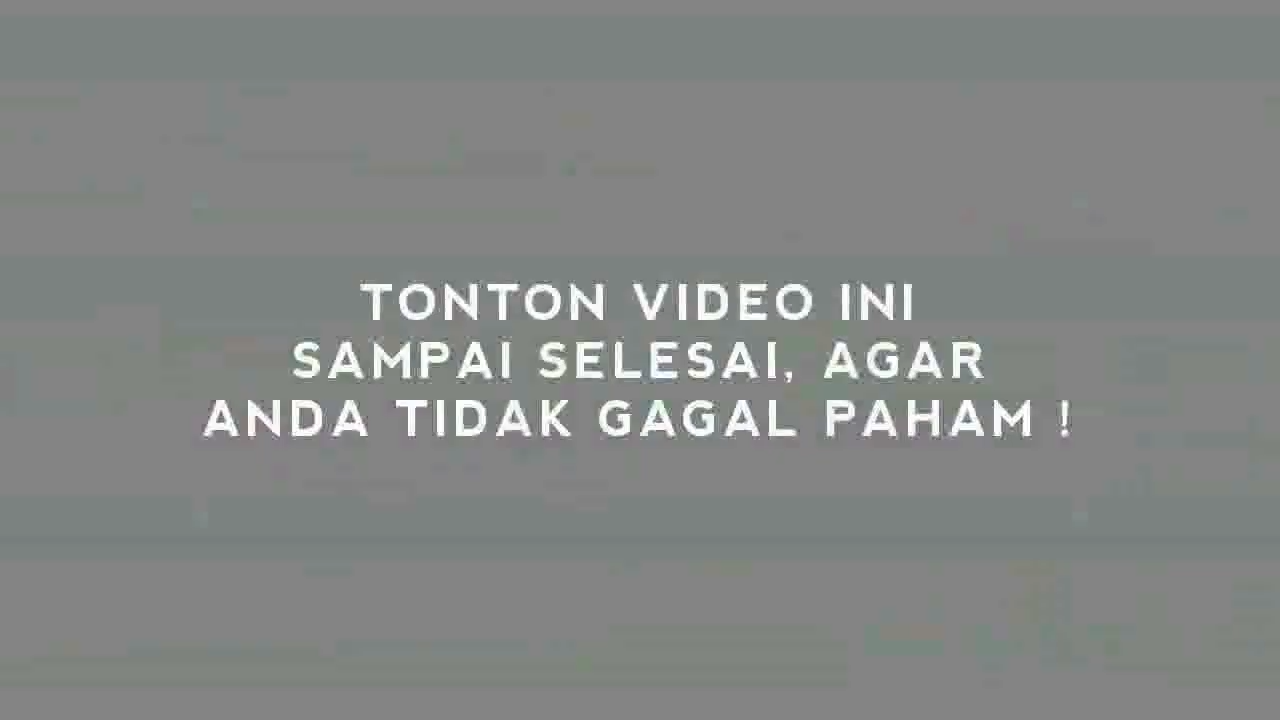 TONTON VIDEO INI
SAMPAI SELESAI, AGAR
ANDA TIDAK GAGAL PAHAM !